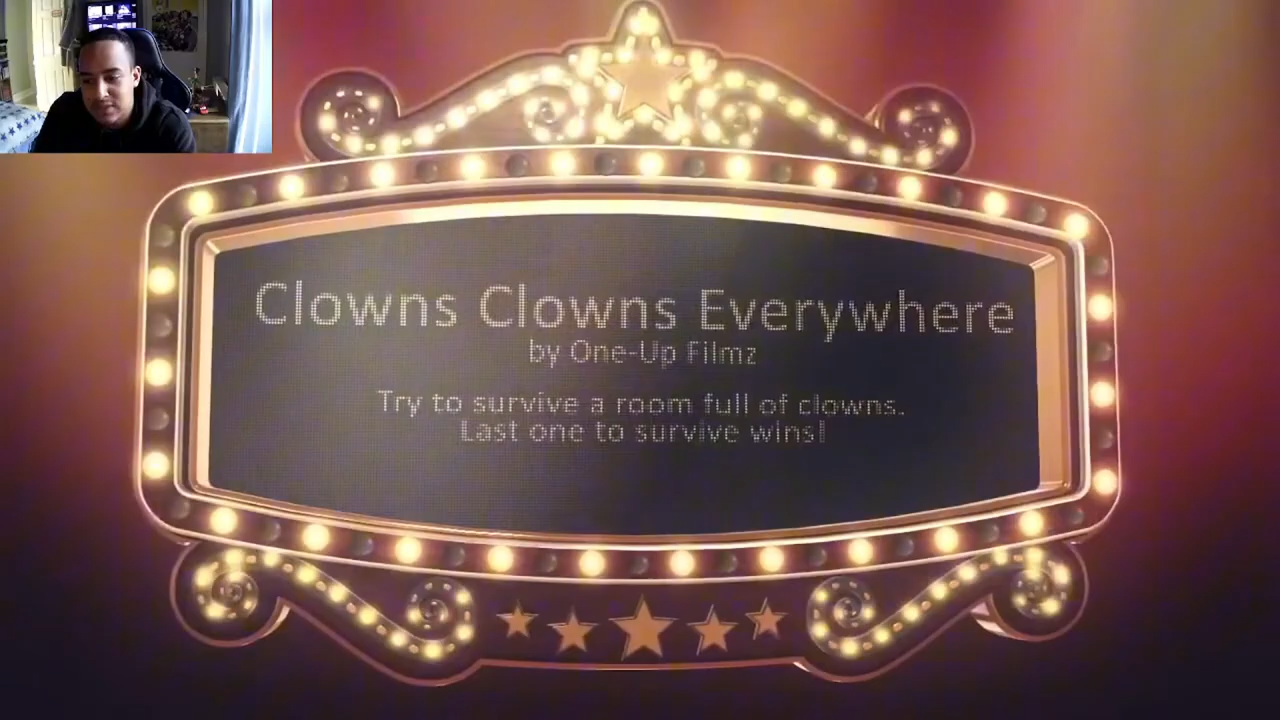 Clowns Clowns Everywhere
by One-Up Filmz
Try to survive a room full of clowns.
Last one to survive wins!